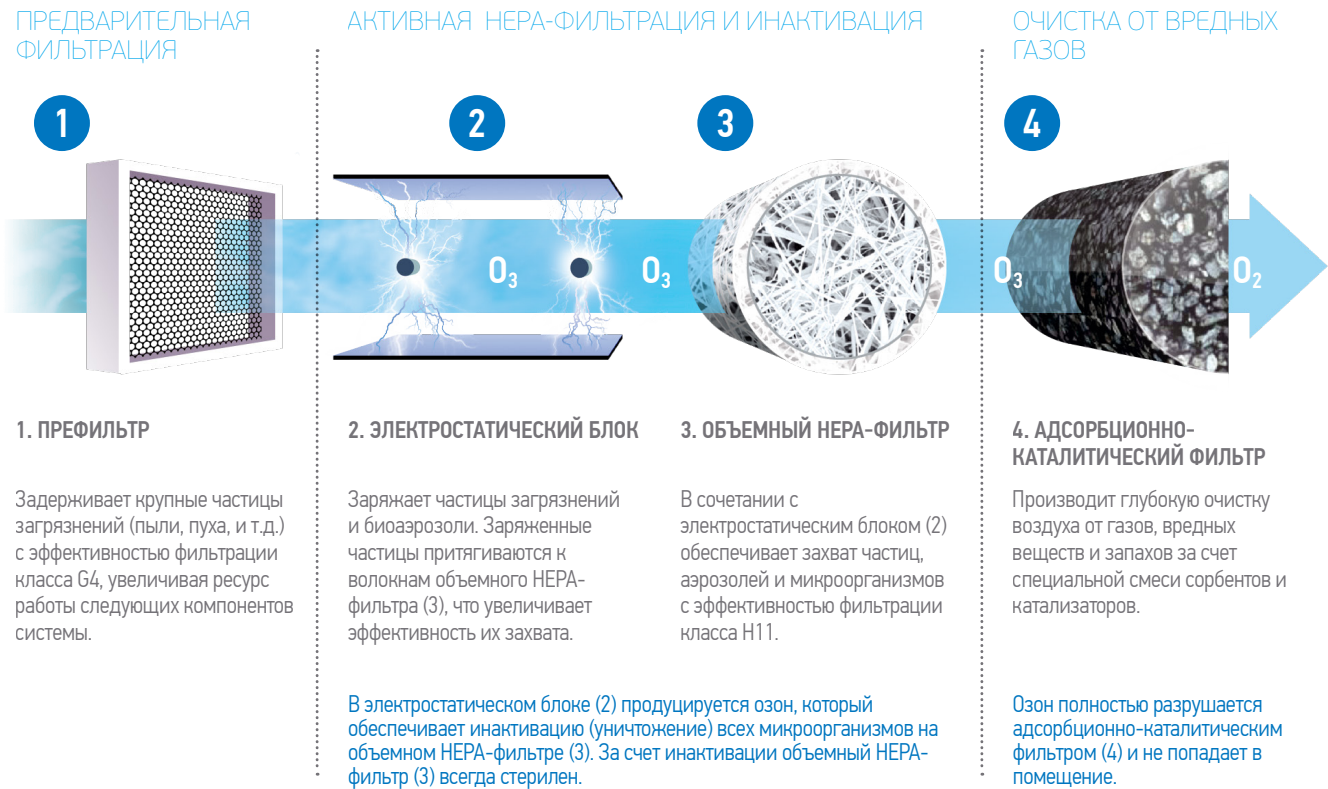 ПРЕДВАРИТЕЛЬНАЯ
ФИЛЬТРАЦИЯ
АКТИВНАЯ НЕРА-ФИЛЬТРАЦИЯ И ИНАКТИВАЦИЯ
ОЧИСТКА ОТ ВРЕДНЫХ
ГАЗОВ
1
2
3
4
O3
O3
O3
O2
1. ПРЕФИЛЬТР
Задерживает крупные частицы
загрязнений (пыли, пуха, и т.д.)
с эффективностью фильтрации
класса G4, увеличивая ресурс
работы следующих компонентов
системы.
2. ЭЛЕКТРОСТАТИЧЕСКИЙ БЛОК
Заряжает частицы загрязнений
и биоаэрозоли. Заряженные
частицы притягиваются к
волокнам объемного НЕРА-
фильтра (3), что увеличивает
эффективность их захвата.
3. ОБЪЕМНЫЙ НЕРА-ФИЛЬТР
В сочетании с
электростатическим блоком (2)
обеспечивает захват частиц,
аэрозолей и микроорганизмов
с эффективностью фильтрации
класса Н11.
В электростатическом блоке (2) продуцируется озон, который
обеспечивает инактивацию (уничтожение) всех микроорганизмов на
объемном НЕРА-фильтре (3). За счет инактивации объемный НЕРА-
фильтр (3) всегда стерилен.
4. АДСОРБЦИОННО-
КАТАЛИТИЧЕСКИЙ ФИЛЬТР
Производит глубокую очистку
воздуха от газов, вредных
веществ и запахов за счет
специальной смеси сорбентов и
катализаторов.
Озон полностью разрушается
адсорбционно-каталитическим
фильтром (4) и не попадает в
помещение.